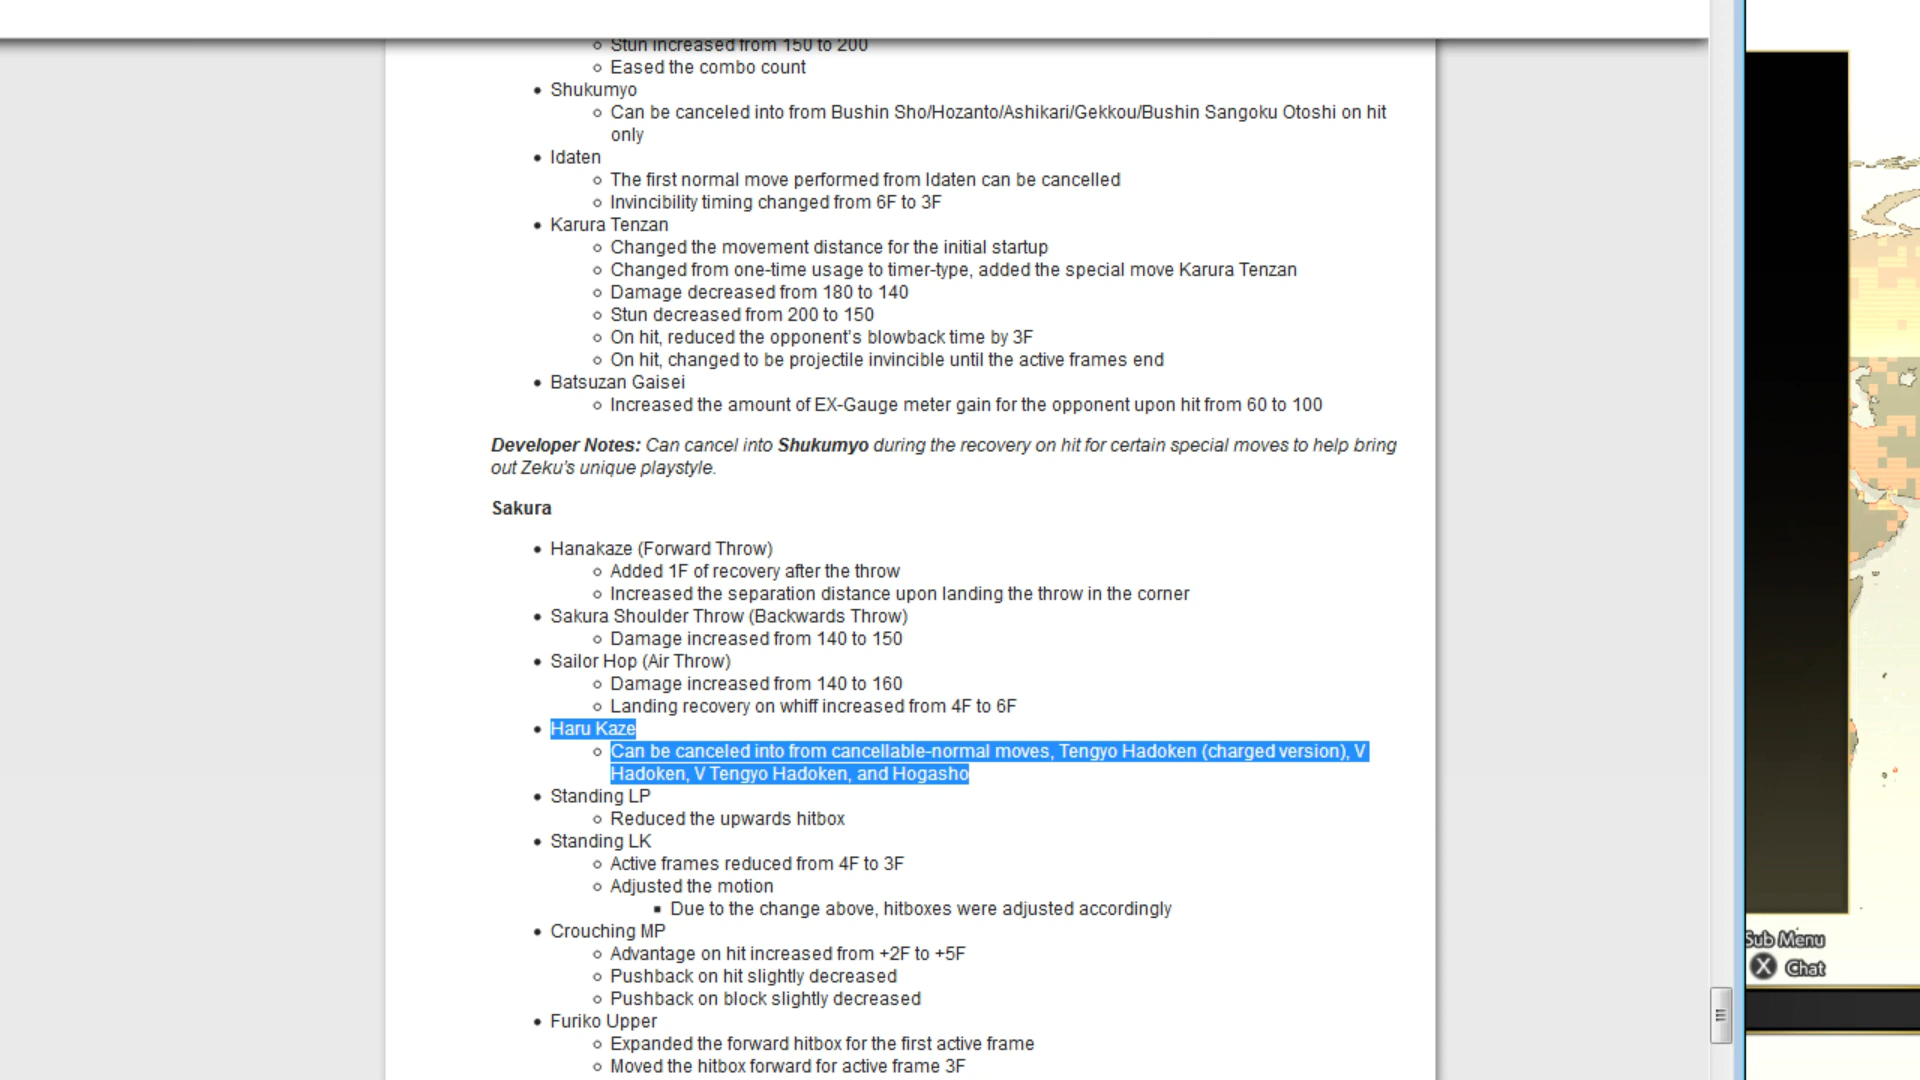 Stun increased from 150 to 200
Eased the combo count
Shukumyo
Can be canceled into from Bushin Sho/Hozanto/Ashikari/Gekkou/Bushin Sangoku Otoshi on hit
only
Idaten
The first normal move performed from Idaten can be cancelled
Invincibility timing changed from 6F to 3F
Karura Tenzan
Changed the movement distance for the initial startup
Changed from one-time usage to timer-type, added the special move Karura Tenzan
Damage decreased from 180 to 140
Stun decreased from 200 to 150
On hit, reduced the opponent's blowback time by 3F
On hit, changed to be projectile invincible until the active frames end
Batsuzan Gaisei
Increased the amount of EX-Gauge meter gain for the opponent upon hit from 60 to 100
Developer Notes: Can cancel into Shukumyo during the recovery on hit for certain special moves to help bring
out Zeku's unique playstyle.
Sakura
Hanakaze (Forward Throw)
Added 1F of recovery after the throw
Increased the separation distance upon landing the throw in the corner
Sakura Shoulder Throw (Backwards Throw)
Damage increased from 140 to 150
Sailor Hop (Air Throw)
Damage increased from 140 to 160
Landing recovery on whiff increased from 4F to 6F
Haru Kaze
Can be canceled into from cancellable-normal moves, Tengyo Hadoken (charged version), V
Hadoken, V Tengyo Hadoken, and Hogasho
Standing LP
Reduced the upwards hitbox
Standing LK
Active frames reduced from 4F to 3F
Adjusted the motion
Due to the change above, hitboxes were adjusted accordingly
Crouching MP
Advantage on hit increased from +2F to +5F
Pushback on hit slightly decreased
Pushback on block slightly decreased
Furiko Upper
Expanded the forward hitbox for the first active frame
Moved the hitbox forward for active frame 3F
Sub Menu
X Chat